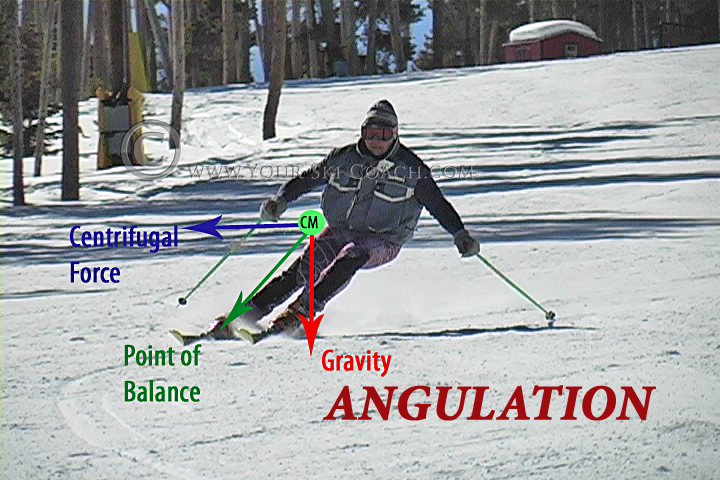 © www.YourSkiCoach.com
CM
Centrifugal
Force
Point of
Balance
Gravity
ANGULATION